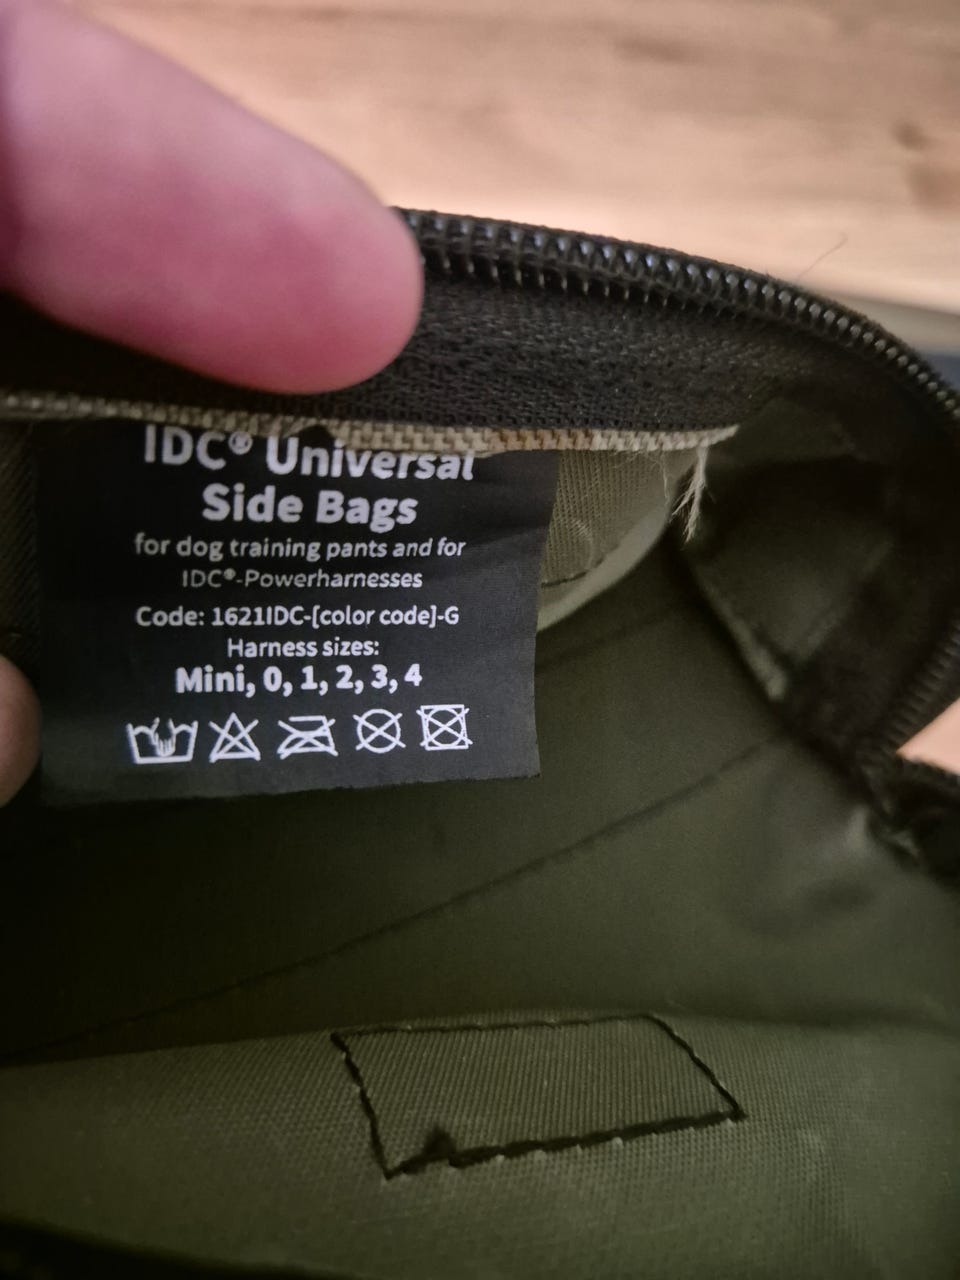 IDC® Universal
Side Bags
for dog training pants and for
IDC®-Powerharnesses
Code: 1621IDC-[color code]-G
Harness sizes:
Mini, 0, 1, 2, 3, 4